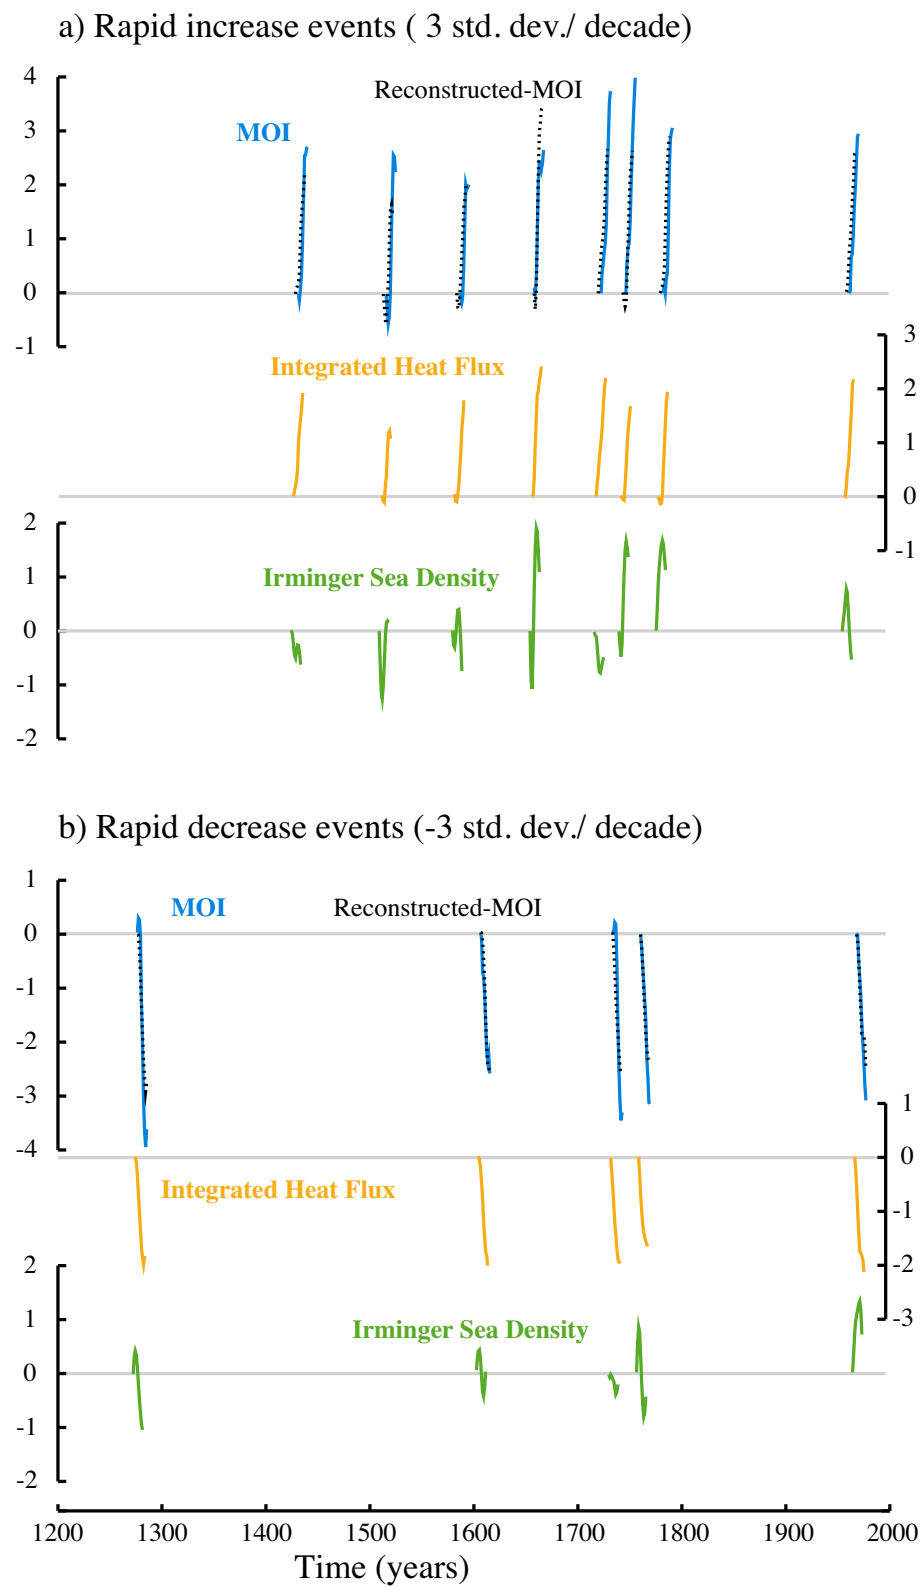 a) Rapid increase events ( 3 std. dev./ decade)
4
Reconstructed-MOI
MOI
3
2
1
0
-1
3
Integrated Heat Flux
2
1
0
2
-1
Irminger Sea Density
1
0
-1
-2
b) Rapid decrease events (-3 std. dev./ decade)
1
MOI
Reconstructed-MOI
0
-1
-2
-3
1
-4
0
Integrated Heat Flux
-1
2
-2
1
Irminger Sea Density
-3
0
-1
-2
1200 1300 1400 1500 1600 1700 1800 1900 2000
Time (years)